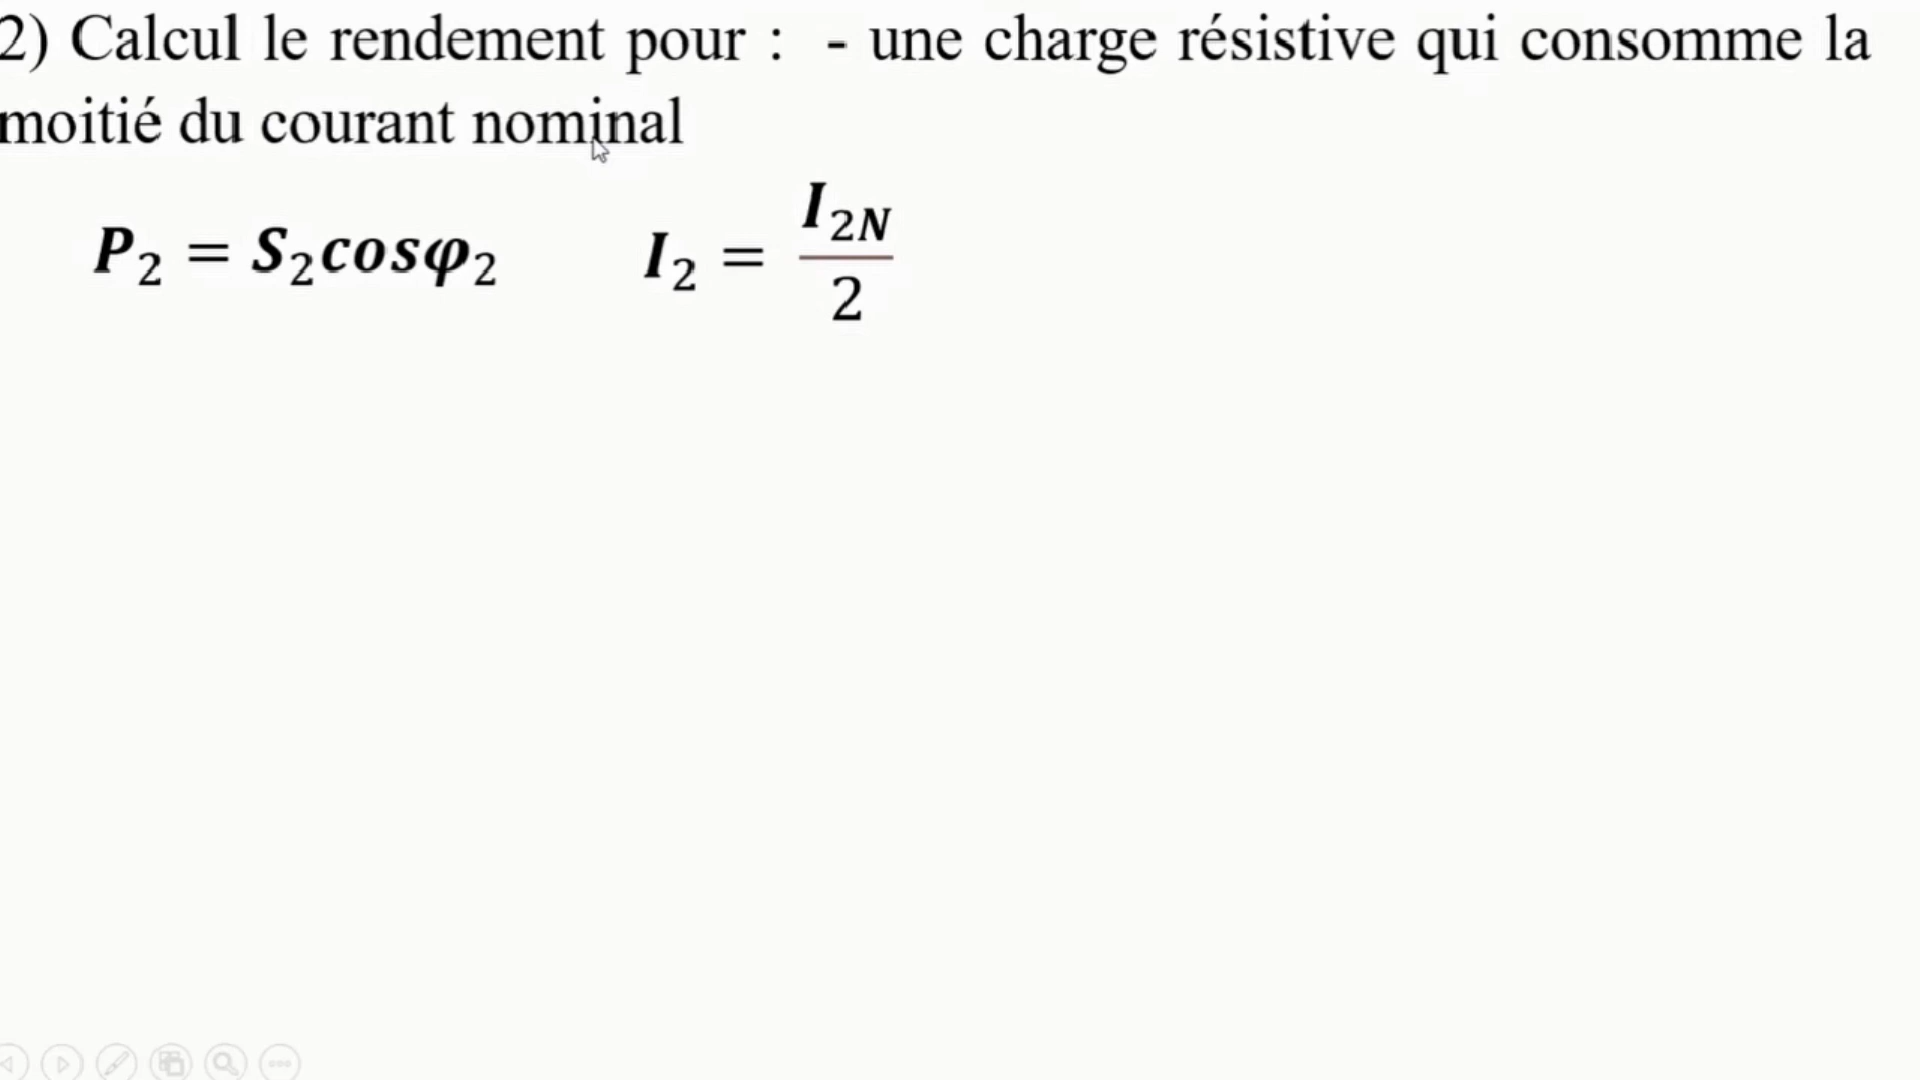 2) Calcul le rendement pour : - une charge résistive qui consomme la
moitié du courant nominal
P₂ = S₂cosφ₂ I₂ = I₂N / 2